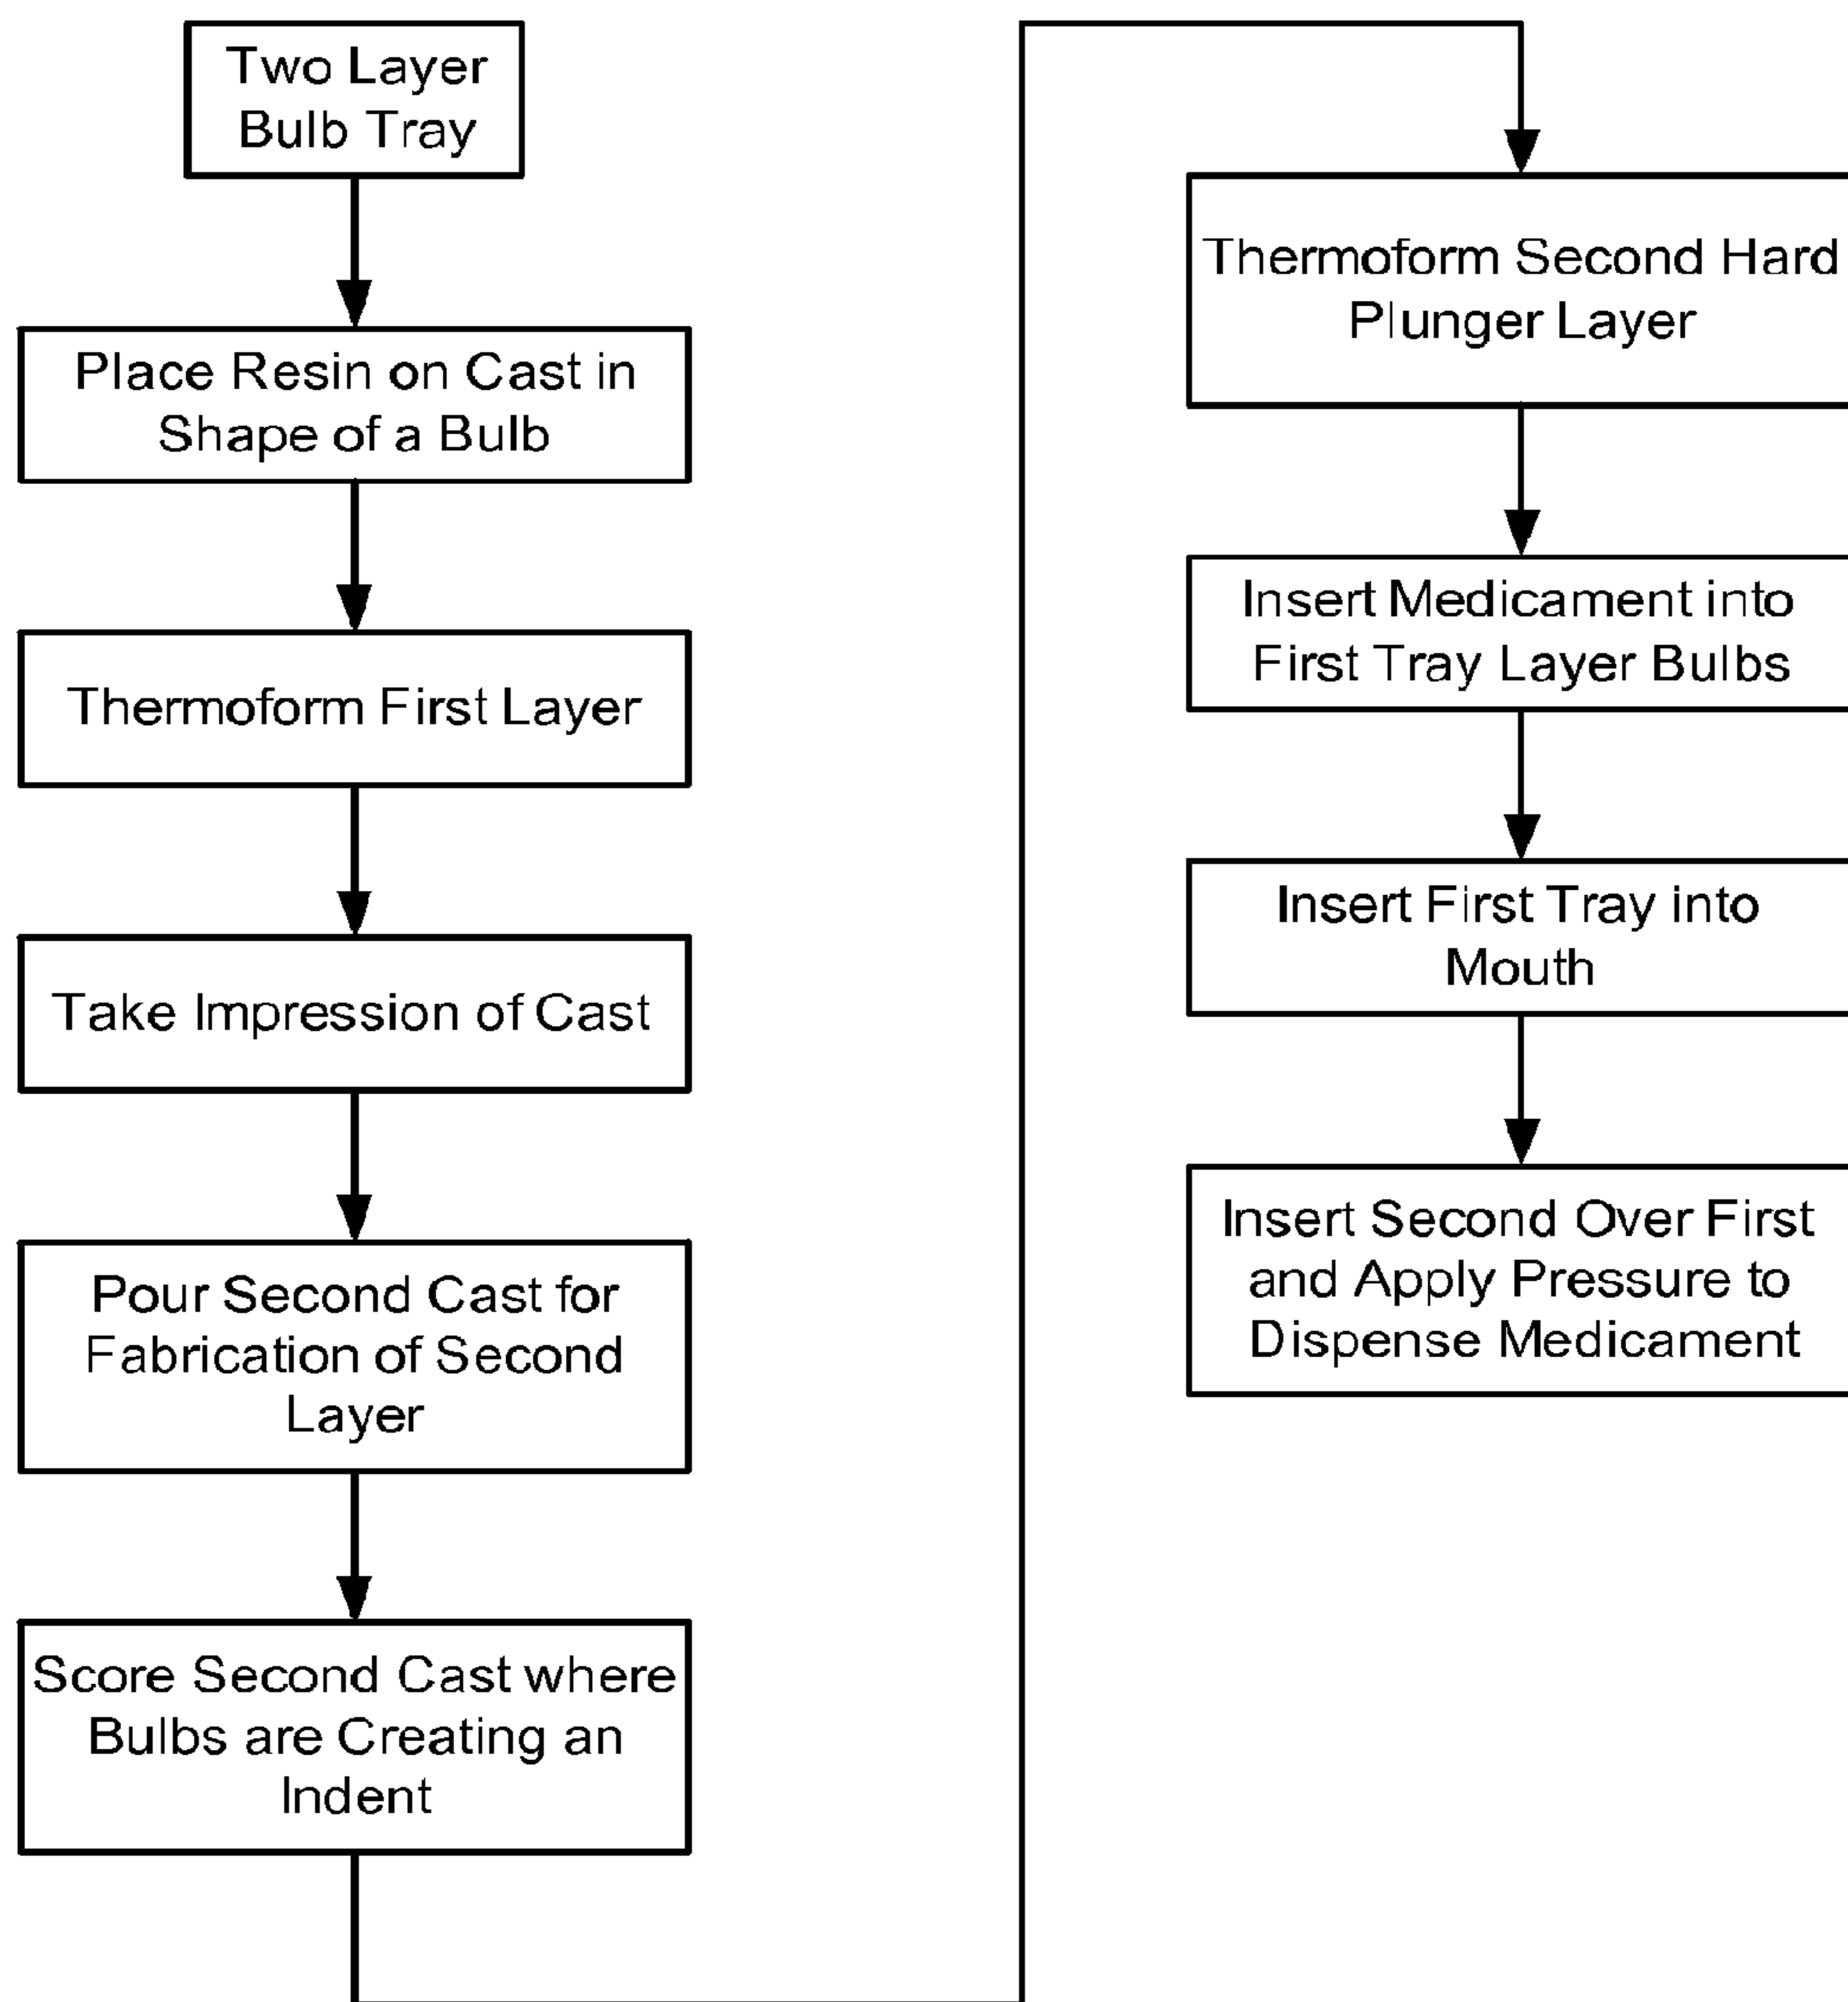 Two Layer
Bulb Tray
Place Resin on Cast in
Shape of a Bulb
Thermoform First Layer
Take Impression of Cast
Pour Second Cast for
Fabrication of Second
Layer
Score Second Cast where
Bulbs are Creating an
Indent
Thermoform Second Hard
Plunger Layer
Insert Medicament into
First Tray Layer Bulbs
Insert First Tray into
Mouth
Insert Second Over First
and Apply Pressure to
Dispense Medicament